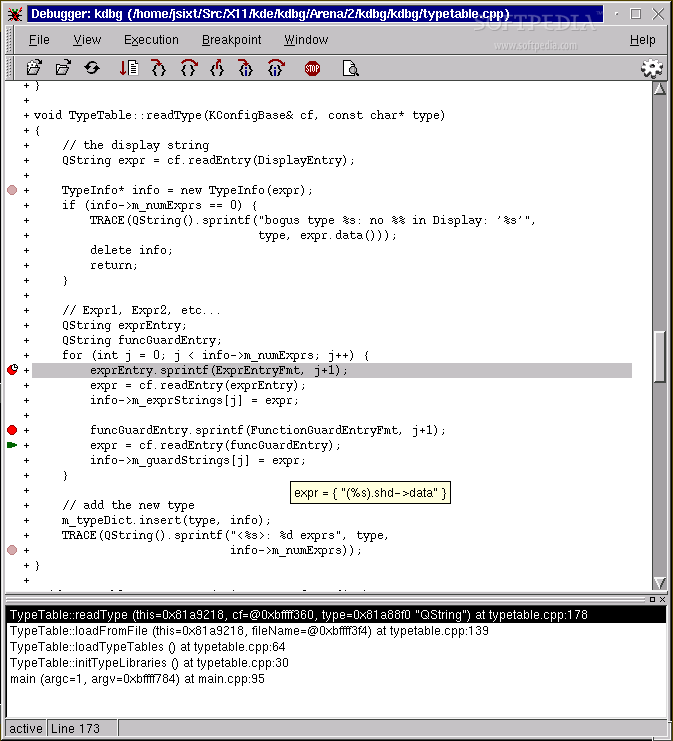 Debugger: kdbg (/home/jsixt/Src/X11/kde/kdbg/Arena/2/kdbg/kdbg/typetable.cpp)
SOFTPEDIA
www.softpedia.com
File View Execution Breakpoint Window Help
STOP
+ }
+
+ void TypeTable::readType(KConfigBase& cf, const char* type)
+ {
+     // the display string
+     QString expr = cf.readEntry(DisplayEntry);
+
+     TypeInfo* info = new TypeInfo(expr);
+     if (info->m_numExprs == 0) {
+         TRACE(QString().sprintf("bogus type %s: no %% in Display: '%s'",
+                                 type, expr.data()));
+         delete info;
+         return;
+     }
+
+     // Expr1, Expr2, etc...
+     QString exprEntry;
+     QString funcGuardEntry;
+     for (int j = 0; j < info->m_numExprs; j++) {
+         exprEntry.sprintf(ExprEntryFmt, j+1);
+         expr = cf.readEntry(exprEntry);
+         info->m_exprStrings[j] = expr;
+
+         funcGuardEntry.sprintf(FunctionGuardEntryFmt, j+1);
+         expr = cf.readEntry(funcGuardEntry);
+         info->m_guardStrings[j] = expr;
+     }
+
expr = { "(%s).shd->data" }
+     // add the new type
+     m_typeDict.insert(type, info);
+     TRACE(QString().sprintf("<%s>: %d exprs", type,
+                             info->m_numExprs));
+ }
+
TypeTable::readType (this=0x81a9218, cf=@0xbffff360, type=0x81a88f0 "QString") at typetable.cpp:178
TypeTable::loadFromFile (this=0x81a9218, fileName=@0xbffff3f4) at typetable.cpp:139
TypeTable::loadTypeTables () at typetable.cpp:64
TypeTable::initTypeLibraries () at typetable.cpp:30
main (argc=1, argv=0xbffff784) at main.cpp:95
active Line 173